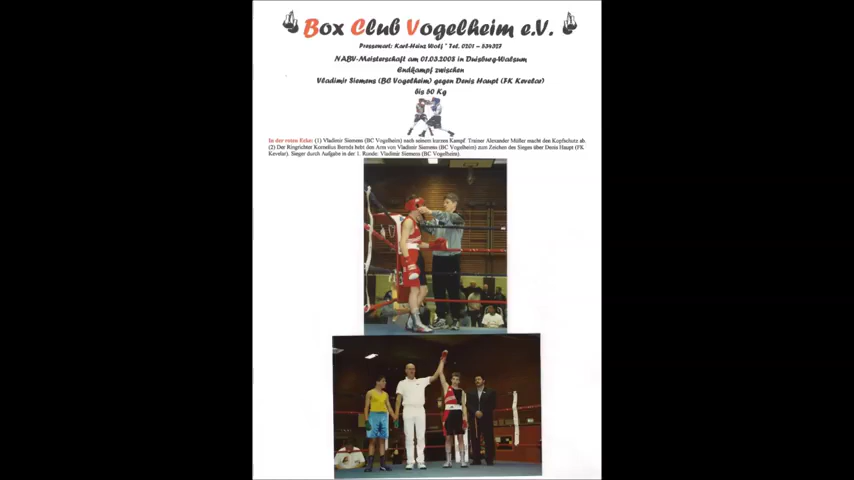 Box Club Vogelheim e.V.
Pressewart: Karl-Heinz Wolf * Tel. 0201 – 534327
NABV-Meisterschaft am 01.03.2008 in Duisburg-Walsum
Endkampf zwischen
Vladimir Siemens (BC Vogelheim) gegen Denis Haupt (FK Kevelar)
bis 50 Kg
In der roten Ecke: (1) Vladimir Siemens (BC Vogelheim) nach seinem kurzen Kampf. Trainer Alexander Müller macht den Kopfschutz ab.
(2) Der Ringrichter Kornelius Bernds hebt den Arm von Vladimir Siemens (BC Vogelheim) zum Zeichen des Sieges über Denis Haupt (FK
Kevelar). Sieger durch Aufgabe in der 1. Runde: Vladimir Siemens (BC Vogelheim).